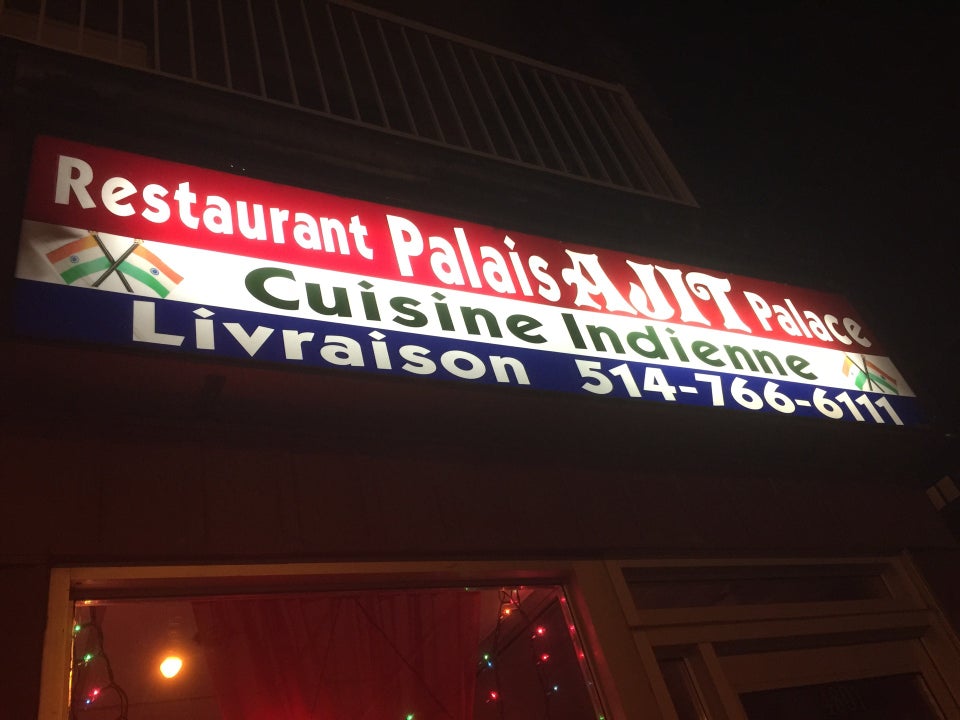 Restaurant Palais AJIT Palace
Cuisine Indienne
Livraison 514-766-6111